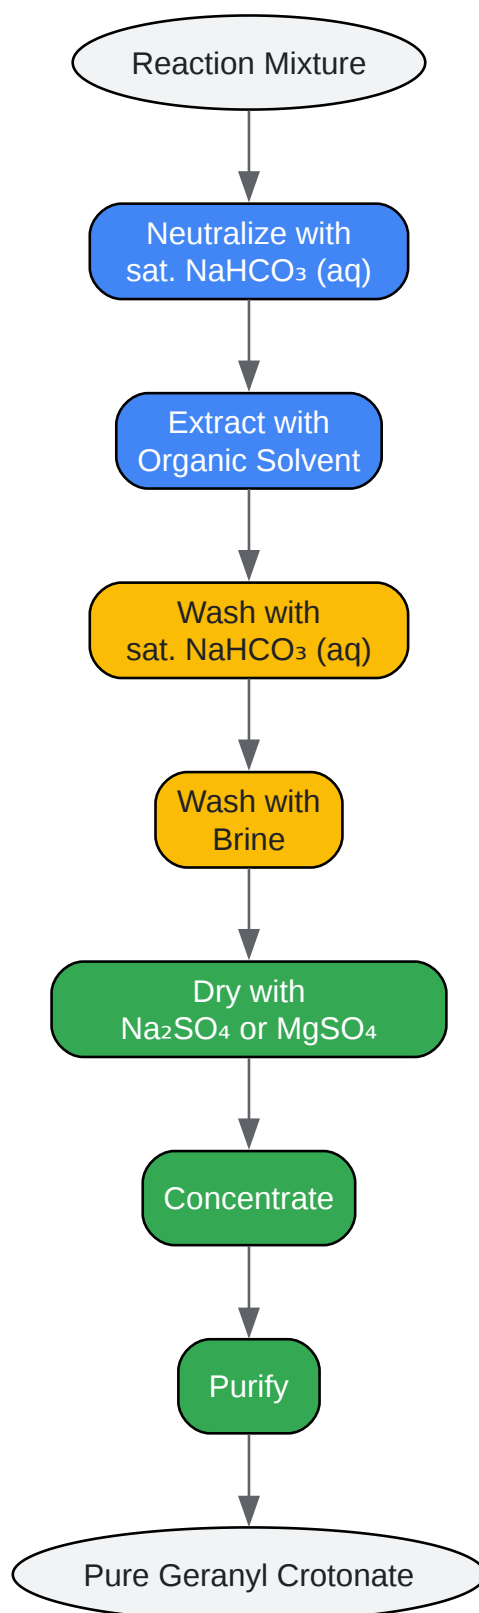 Reaction Mixture
Neutralize with
sat. NaHCO₃ (aq)
Extract with
Organic Solvent
Wash with
sat. NaHCO₃ (aq)
Wash with
Brine
Dry with
Na₂SO₄ or MgSO₄
Concentrate
Purify
Pure Geranyl Crotonate